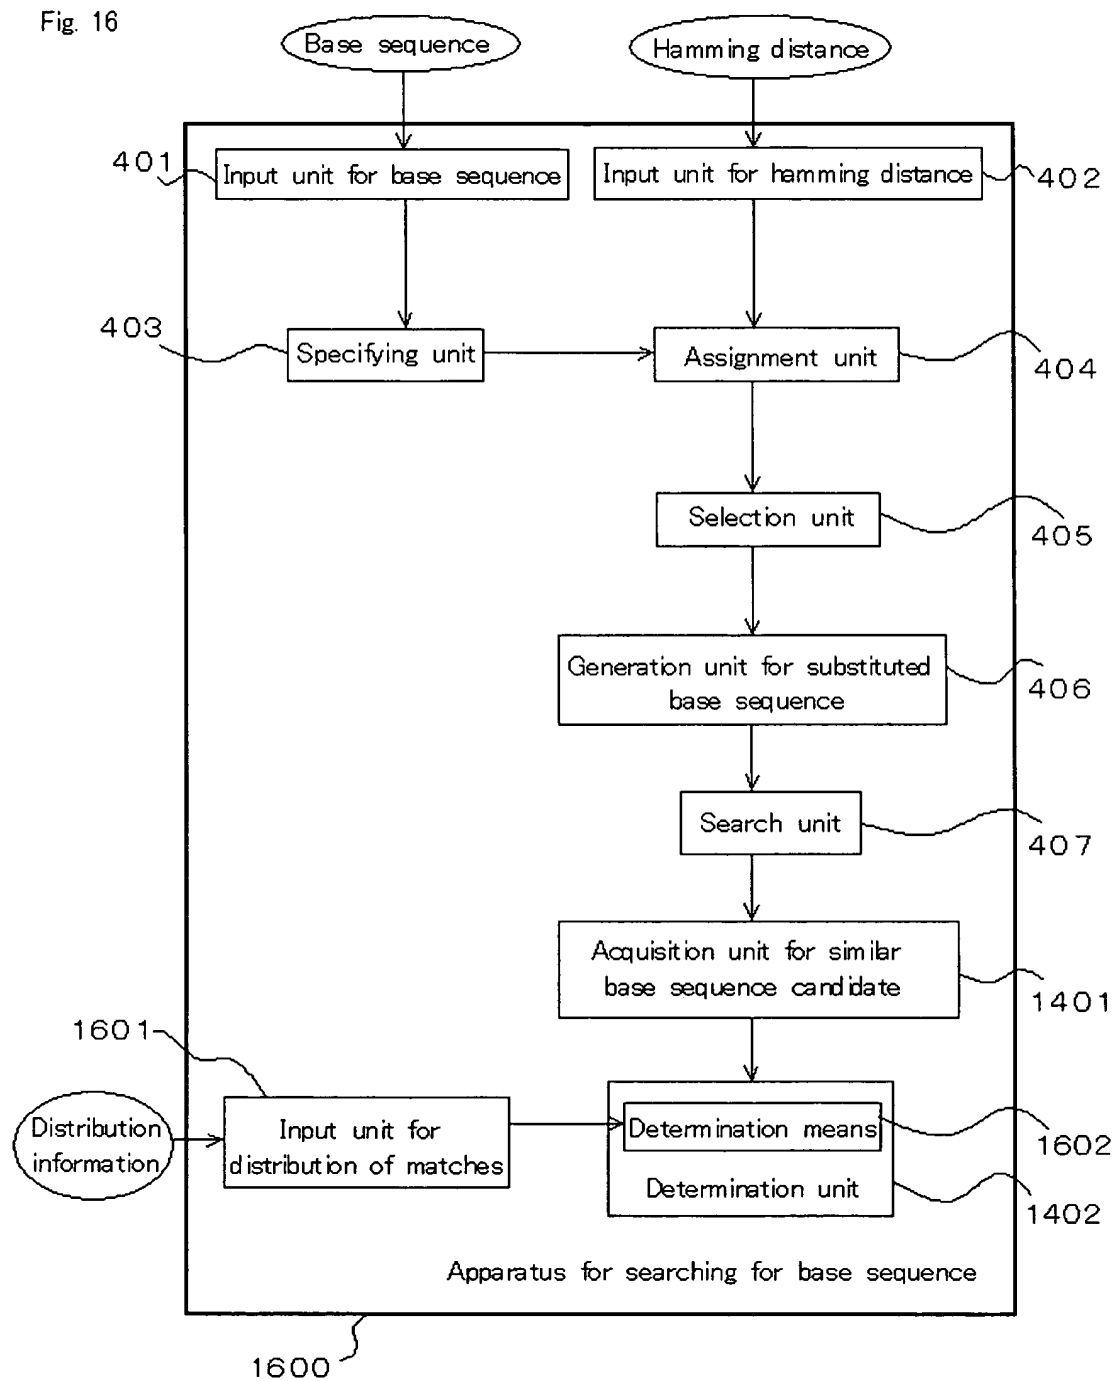 Fig. 16
Base sequence
Hamming distance
401
Input unit for base sequence
Input unit for hamming distance
402
403
Specifying unit
Assignment unit
404
Selection unit
405
Generation unit for substituted
base sequence
406
Search unit
407
Acquisition unit for similar
base sequence candidate
1401
1601
Distribution
information
Input unit for
distribution of matches
Determination means
1602
Determination unit
1402
Apparatus for searching for base sequence
1600